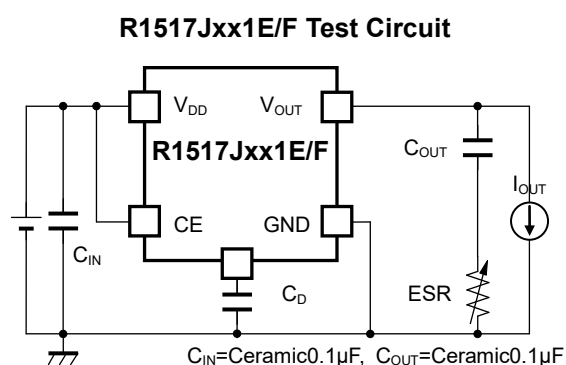 R1517Jxx1E/F Test Circuit
VDD VOUT
R1517Jxx1E/F
COUT
IOUT
CE GND
CIN
CD
ESR
CIN=Ceramic0.1µF, COUT=Ceramic0.1µF